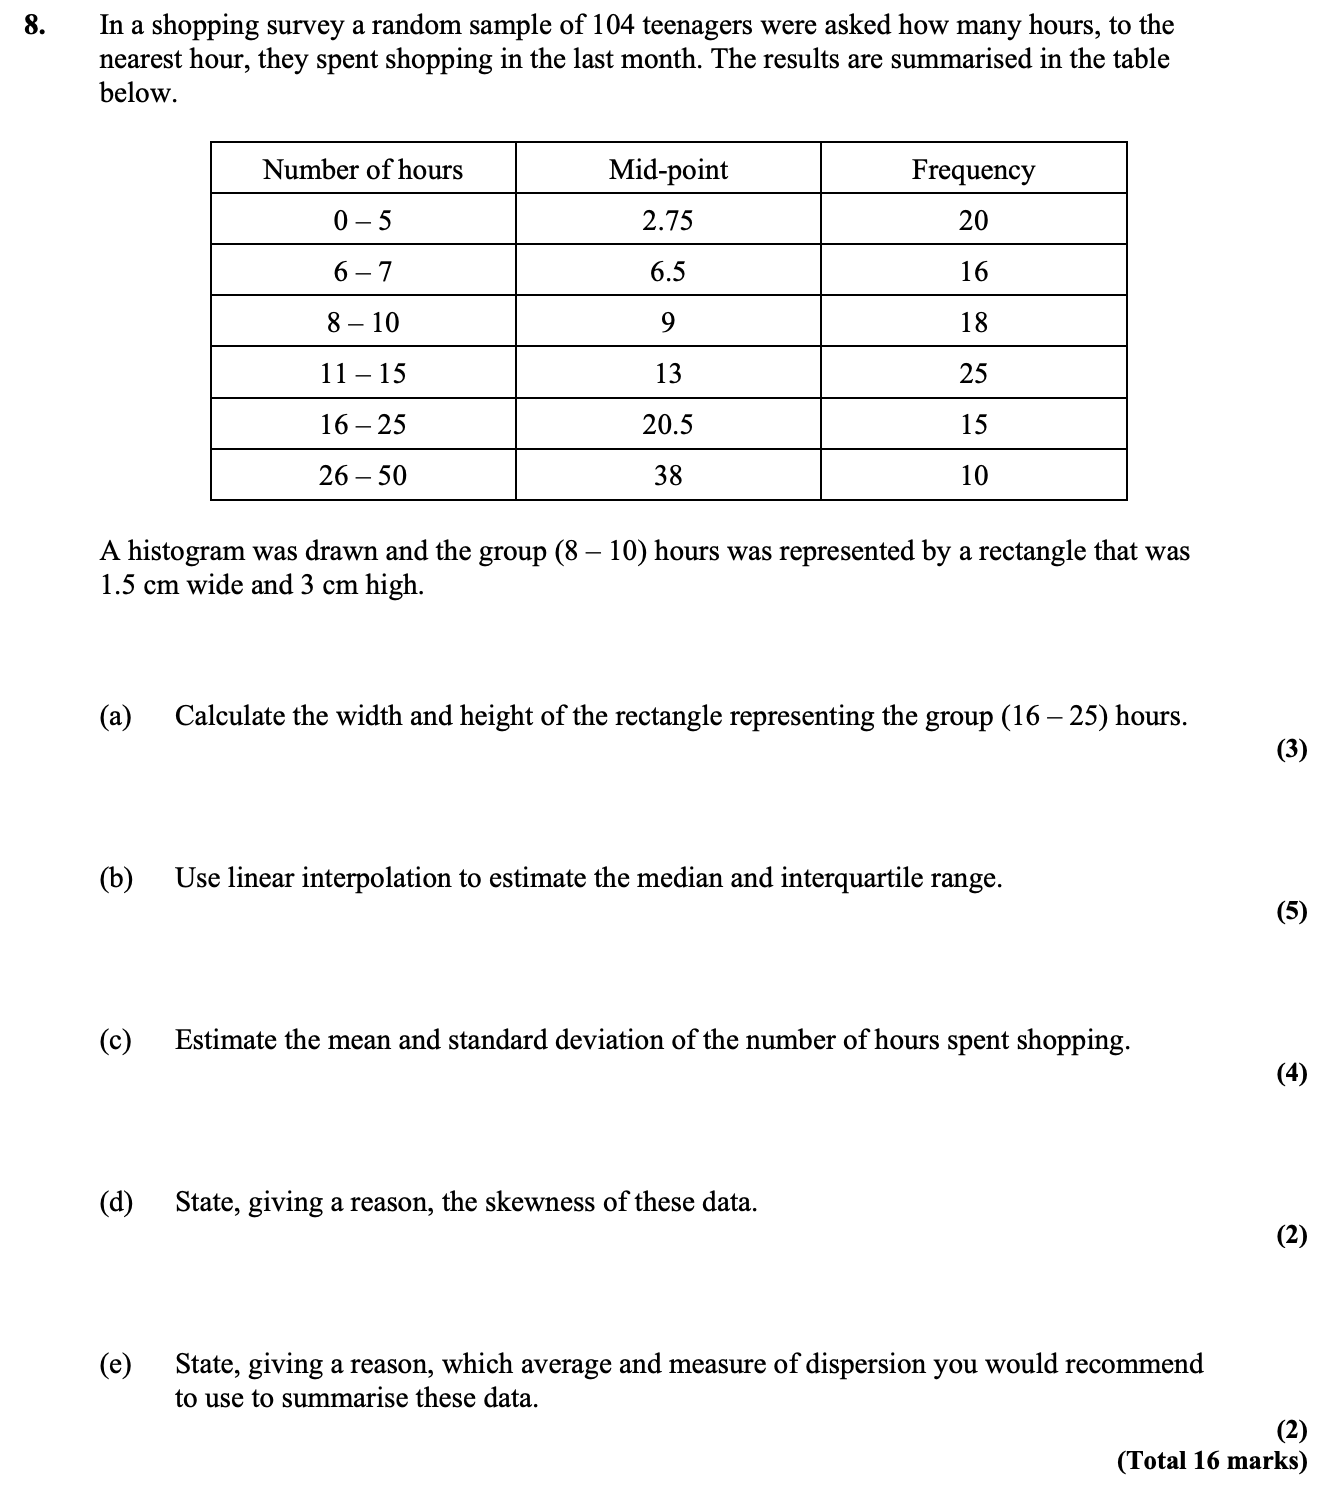 8. In a shopping survey a random sample of 104 teenagers were asked how many hours, to the
nearest hour, they spent shopping in the last month. The results are summarised in the table
below.
Number of hours Mid-point Frequency
0 – 5 2.75 20
6 – 7 6.5 16
8 – 10 9 18
11 – 15 13 25
16 – 25 20.5 15
26 – 50 38 10
A histogram was drawn and the group (8 – 10) hours was represented by a rectangle that was
1.5 cm wide and 3 cm high.
(a) Calculate the width and height of the rectangle representing the group (16 – 25) hours.
(3)
(b) Use linear interpolation to estimate the median and interquartile range.
(5)
(c) Estimate the mean and standard deviation of the number of hours spent shopping.
(4)
(d) State, giving a reason, the skewness of these data.
(2)
(e) State, giving a reason, which average and measure of dispersion you would recommend
to use to summarise these data.
(2)
(Total 16 marks)